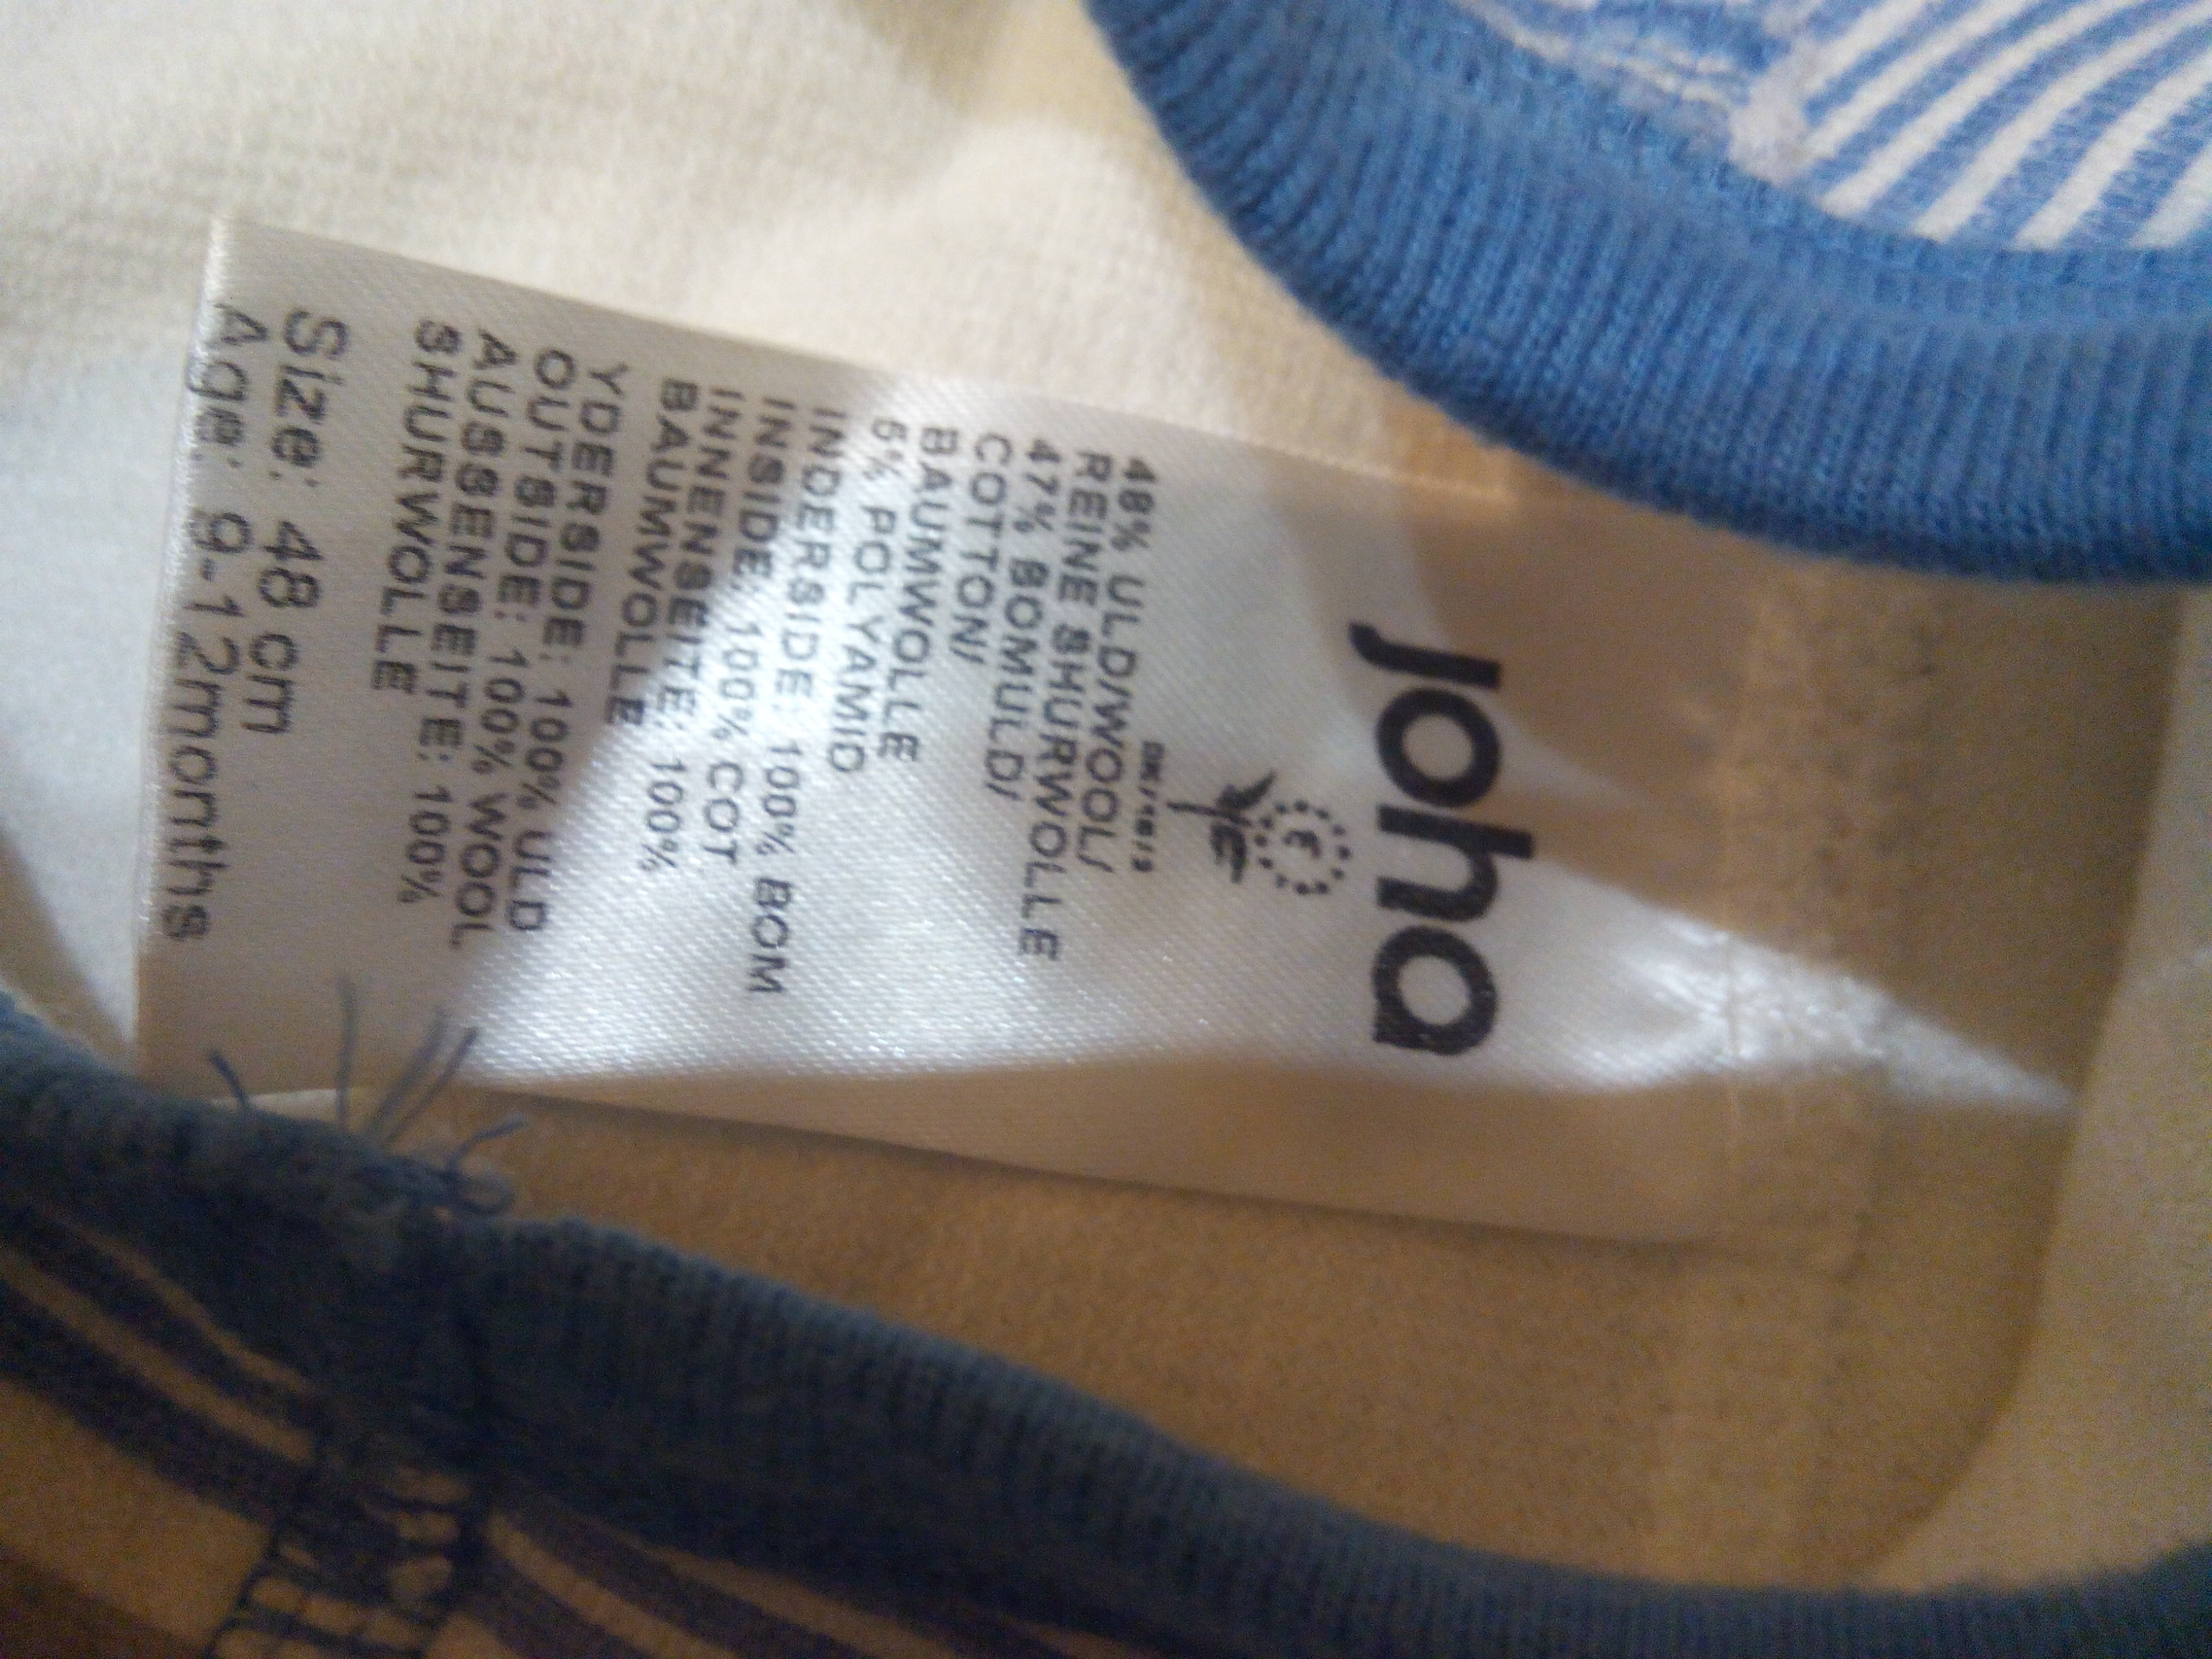 joha
48% ULD/WOOL/
REINE SHURWOLLE
47% BOMULD/
COTTON/
BAUMWOLLE
5% POLYAMID
INDERSIDE: 100% BOM
INSIDE: 100% COT
INNENSEITE: 100%
BAUMWOLLE
YDERSIDE: 100% ULD
OUTSIDE: 100% WOOL
AUSSENSEITE: 100%
SHURWOLLE
Size: 48 cm
Age: 9-12months